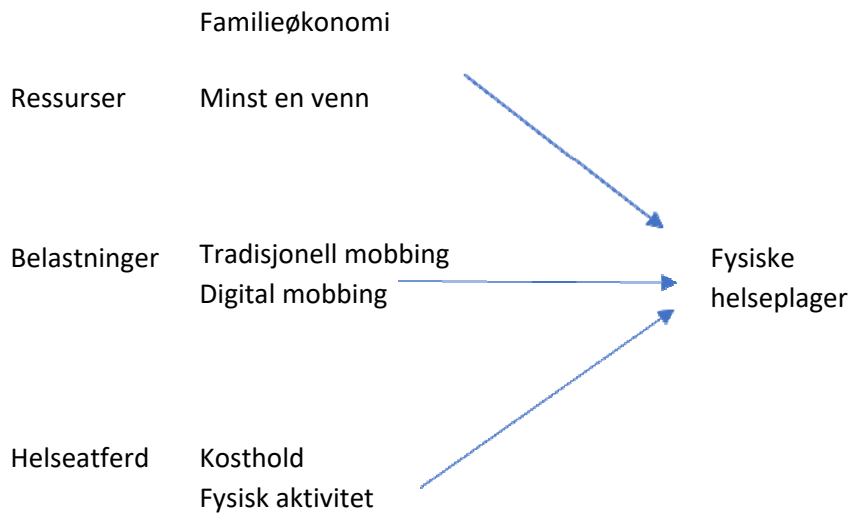 Familieøkonomi
Ressurser Minst en venn
Belastninger Tradisjonell mobbing
Digital mobbing
Fysiske
helseplager
Helseatferd Kosthold
Fysisk aktivitet